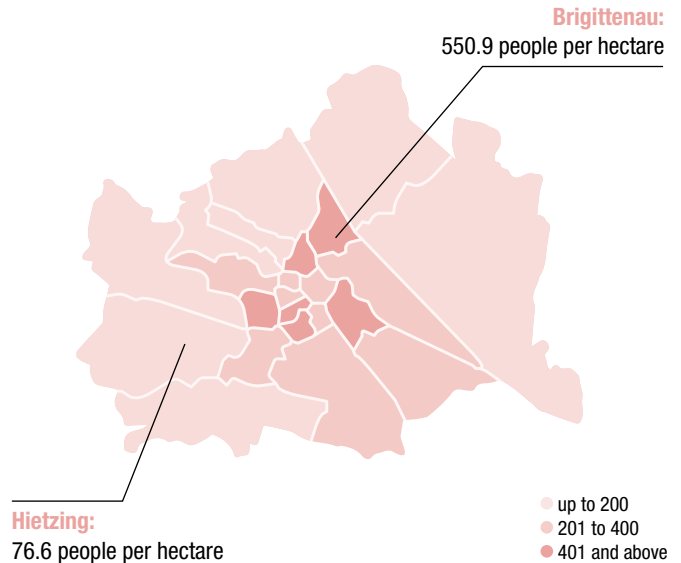 Brigittenau:
550.9 people per hectare
Hietzing:
76.6 people per hectare
up to 200
201 to 400
401 and above